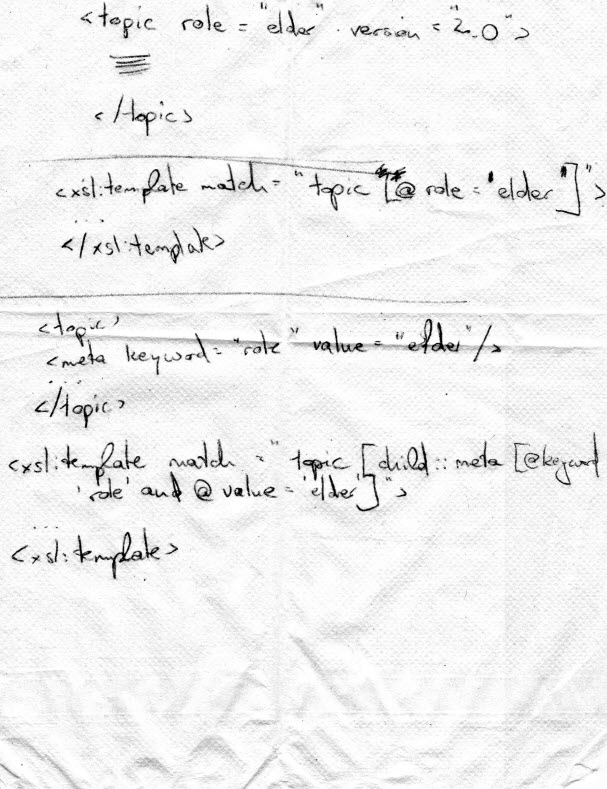 <topic role = "elder" version = "2.0">
</topic>
<xsl:template match = "topic [@ role = 'elder']">
...
</xsl:template>
<topic>
<meta keyword = "role" value = "elder" />
...
</topic>
<xsl:template match = "topic [child::meta [@keyword
'role' and @ value = 'elder']">
...
<xsl:template>